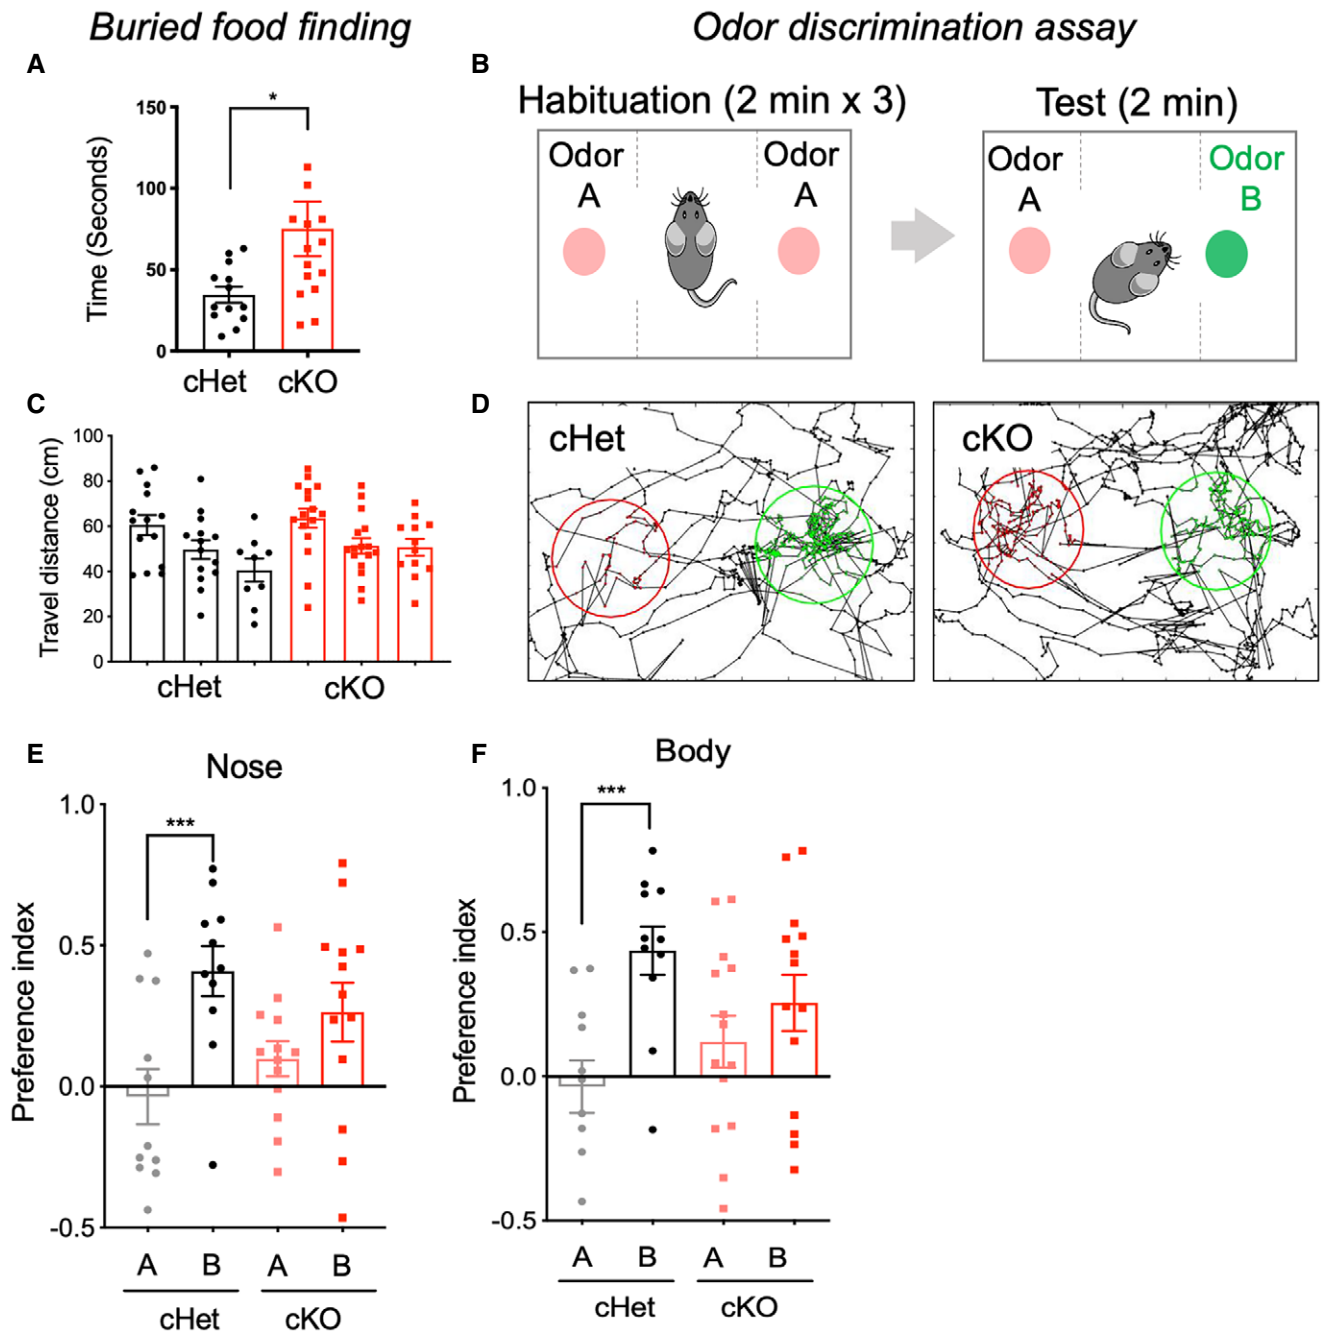 Buried food finding
Odor discrimination assay
A
150
100
50
0
Time (Seconds)
*
cHet cKO
B
Habituation (2 min x 3)
Test (2 min)
Odor
A
Odor
A
Odor
A
Odor
B
C
100
80
60
40
20
0
Travel distance (cm)
cHet cKO
D
cHet
cKO
E
Nose
1.0
0.5
0.0
-0.5
Preference index
***
A B A B
cHet cKO
F
Body
1.0
0.5
0.0
-0.5
Preference index
***
A B A B
cHet cKO